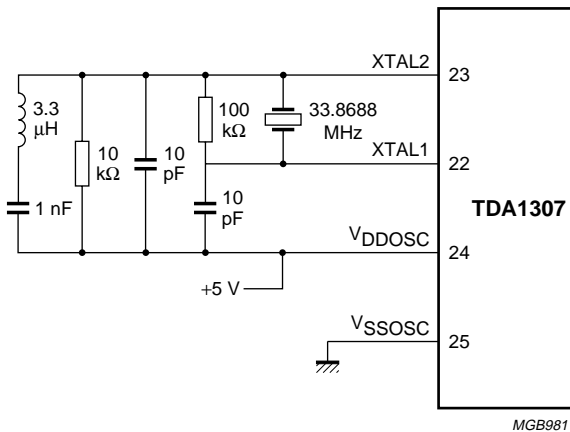 XTAL2
23
3.3
μH
100
kΩ
33.8688
MHz
10
kΩ
10
pF
XTAL1
22
1 nF
10
pF
TDA1307
VDDOSC
24
+5 V
VSSOSC
25
MGB981